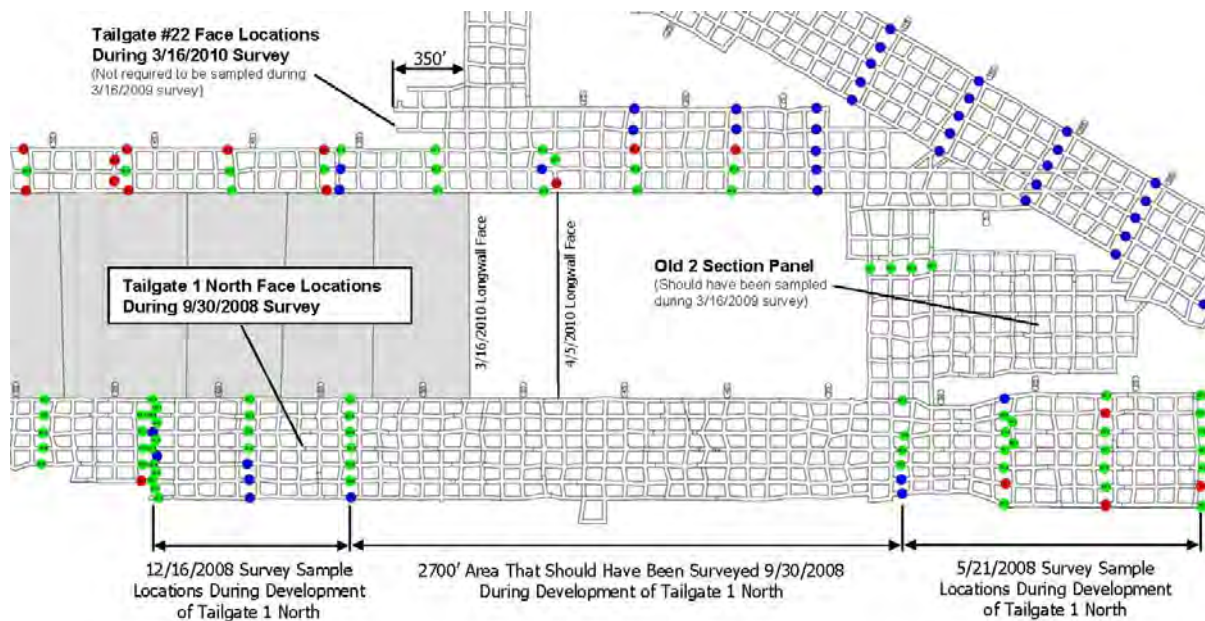 Tailgate #22 Face Locations
During 3/16/2010 Survey
(Not required to be sampled during
3/16/2009 survey)
350'
Tailgate 1 North Face Locations
During 9/30/2008 Survey
3/16/2010 Longwall Face
4/5/2010 Longwall Face
Old 2 Section Panel
(Should have been sampled
during 3/16/2009 survey)
12/16/2008 Survey Sample
Locations During Development
of Tailgate 1 North
2700' Area That Should Have Been Surveyed 9/30/2008
During Development of Tailgate 1 North
5/21/2008 Survey Sample
Locations During Development
of Tailgate 1 North